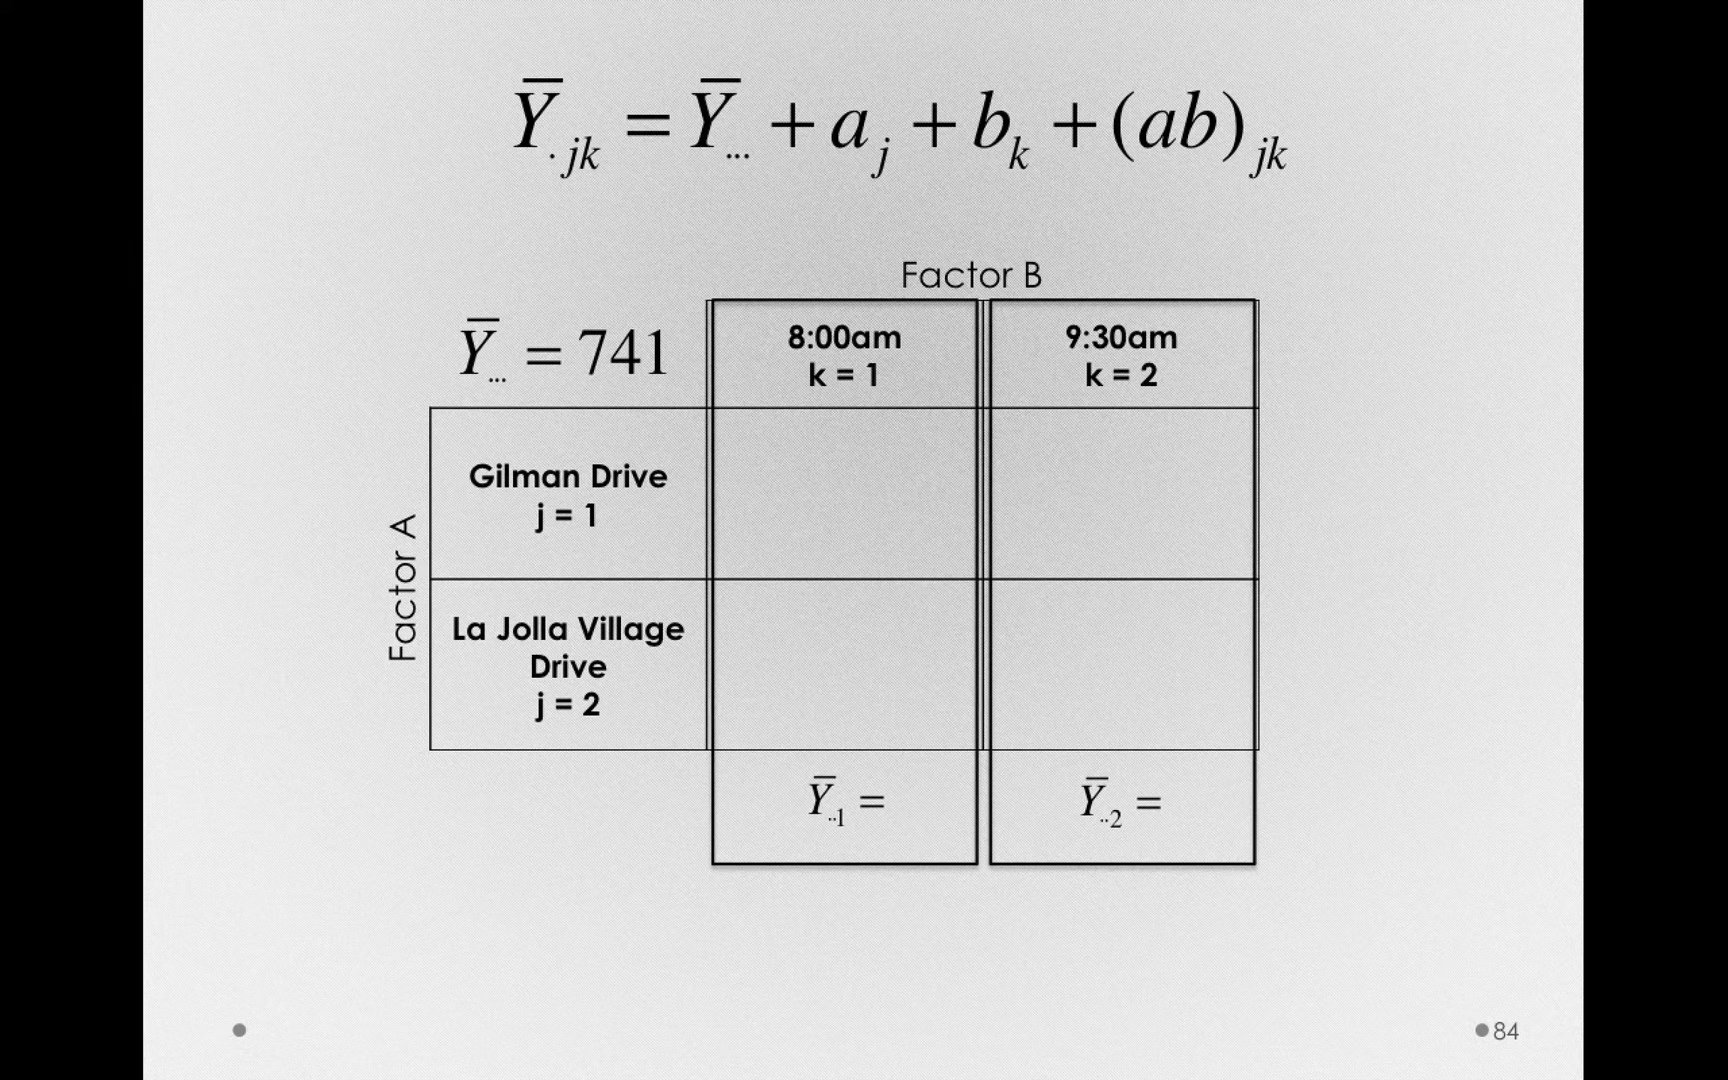 Ȳ.jk = Ȳ... + aj + bk + (ab)jk
Factor B
Ȳ... = 741
8:00am
k = 1
9:30am
k = 2
Factor A
Gilman Drive
j = 1
La Jolla Village
Drive
j = 2
Ȳ..1 =
Ȳ..2 =
84